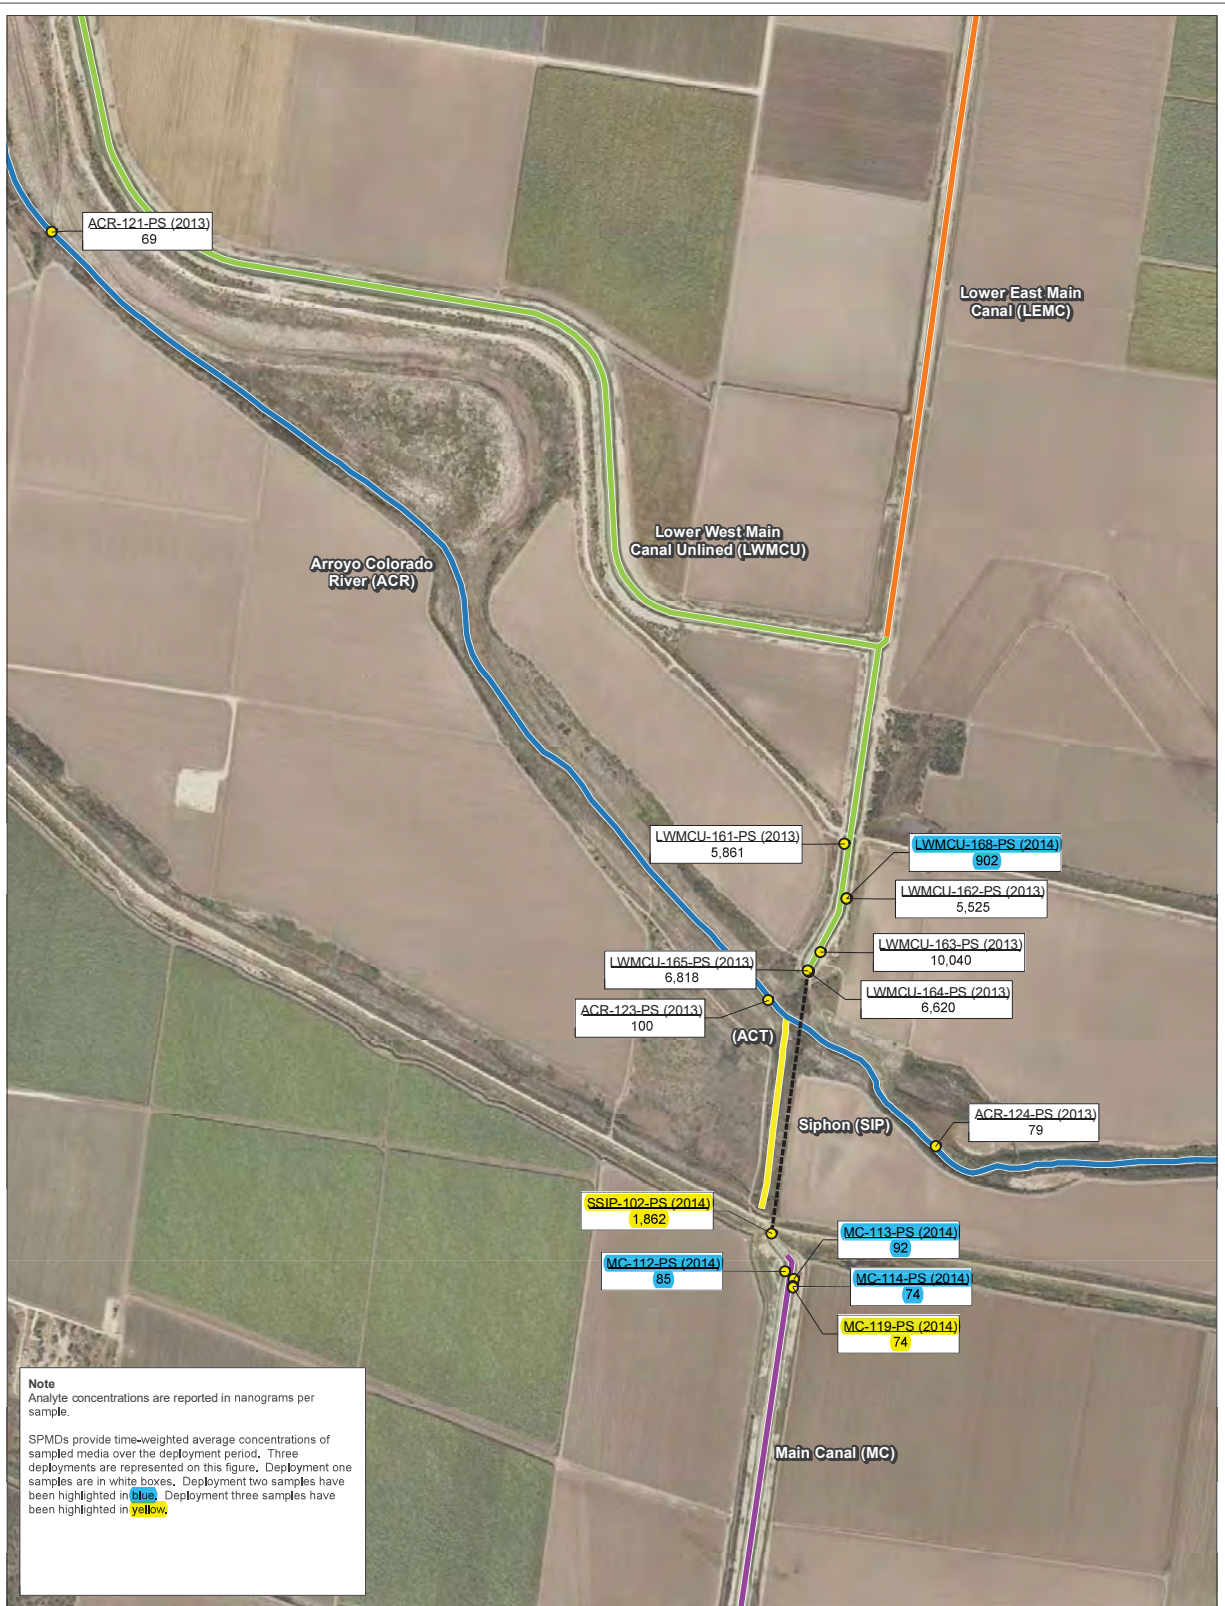 ACR-121-PS (2013)
69
Lower East Main
Canal (LEMC)
Lower West Main
Canal Unlined (LWMCU)
Arroyo Colorado
River (ACR)
LWMCU-161-PS (2013)
5,861
LWMCU-168-PS (2014)
902
LWMCU-162-PS (2013)
5,525
LWMCU-163-PS (2013)
10,040
LWMCU-165-PS (2013)
6,818
LWMCU-164-PS (2013)
6,620
ACR-123-PS (2013)
100
(ACT)
Siphon (SIP)
ACR-124-PS (2013)
79
SSIP-102-PS (2014)
1,862
MC-113-PS (2014)
92
MC-112-PS (2014)
85
MC-114-PS (2014)
74
MC-119-PS (2014)
74
Main Canal (MC)
Note
Analyte concentrations are reported in nanograms per
sample.
SPMDs provide time-weighted average concentrations of
sampled media over the deployment period. Three
deployments are represented on this figure. Deployment one
samples are in white boxes. Deployment two samples have
been highlighted in blue. Deployment three samples have
been highlighted in yellow.